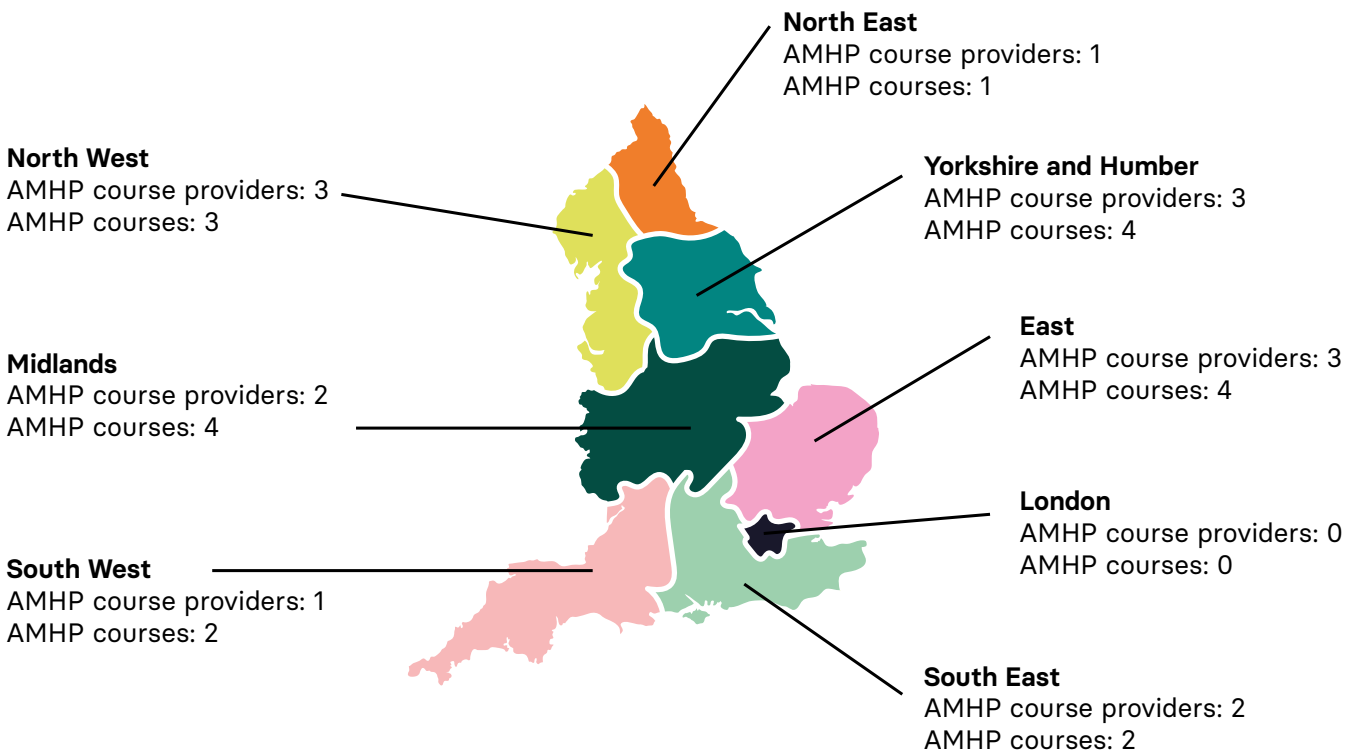 North East
AMHP course providers: 1
AMHP courses: 1
North West
AMHP course providers: 3
AMHP courses: 3
Yorkshire and Humber
AMHP course providers: 3
AMHP courses: 4
East
AMHP course providers: 3
AMHP courses: 4
Midlands
AMHP course providers: 2
AMHP courses: 4
London
AMHP course providers: 0
AMHP courses: 0
South West
AMHP course providers: 1
AMHP courses: 2
South East
AMHP course providers: 2
AMHP courses: 2